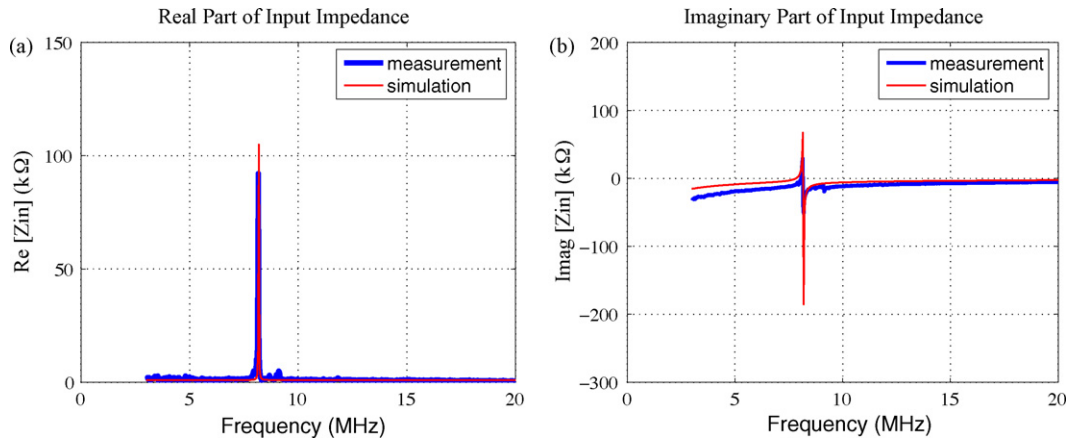 Real Part of Input Impedance
(a)
150
100
50
0
Re [Zin] (k Ω)
measurement
simulation
0 5 10 15 20
Frequency (MHz)
Imaginary Part of Input Impedance
(b)
200
100
0
−100
−200
−300
Imag [Zin] (k Ω)
measurement
simulation
0 5 10 15 20
Frequency (MHz)